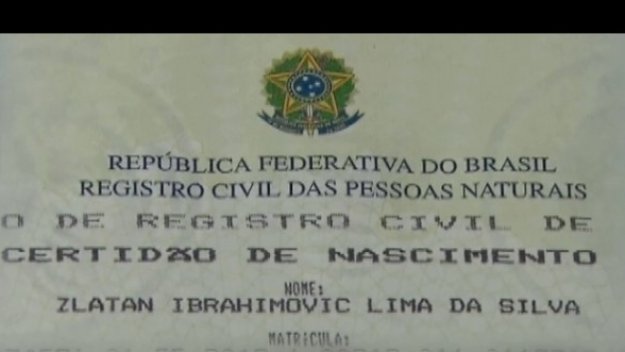 REPÚBLICA FEDERATIVA DO BRASIL
REGISTRO CIVIL DAS PESSOAS NATURAIS
O DE REGISTRO CIVIL DE
CERTIDÃO DE NASCIMENTO
NOME:
ZLATAN IBRAHIMOVIC LIMA DA SILVA
MATRÍCULA: